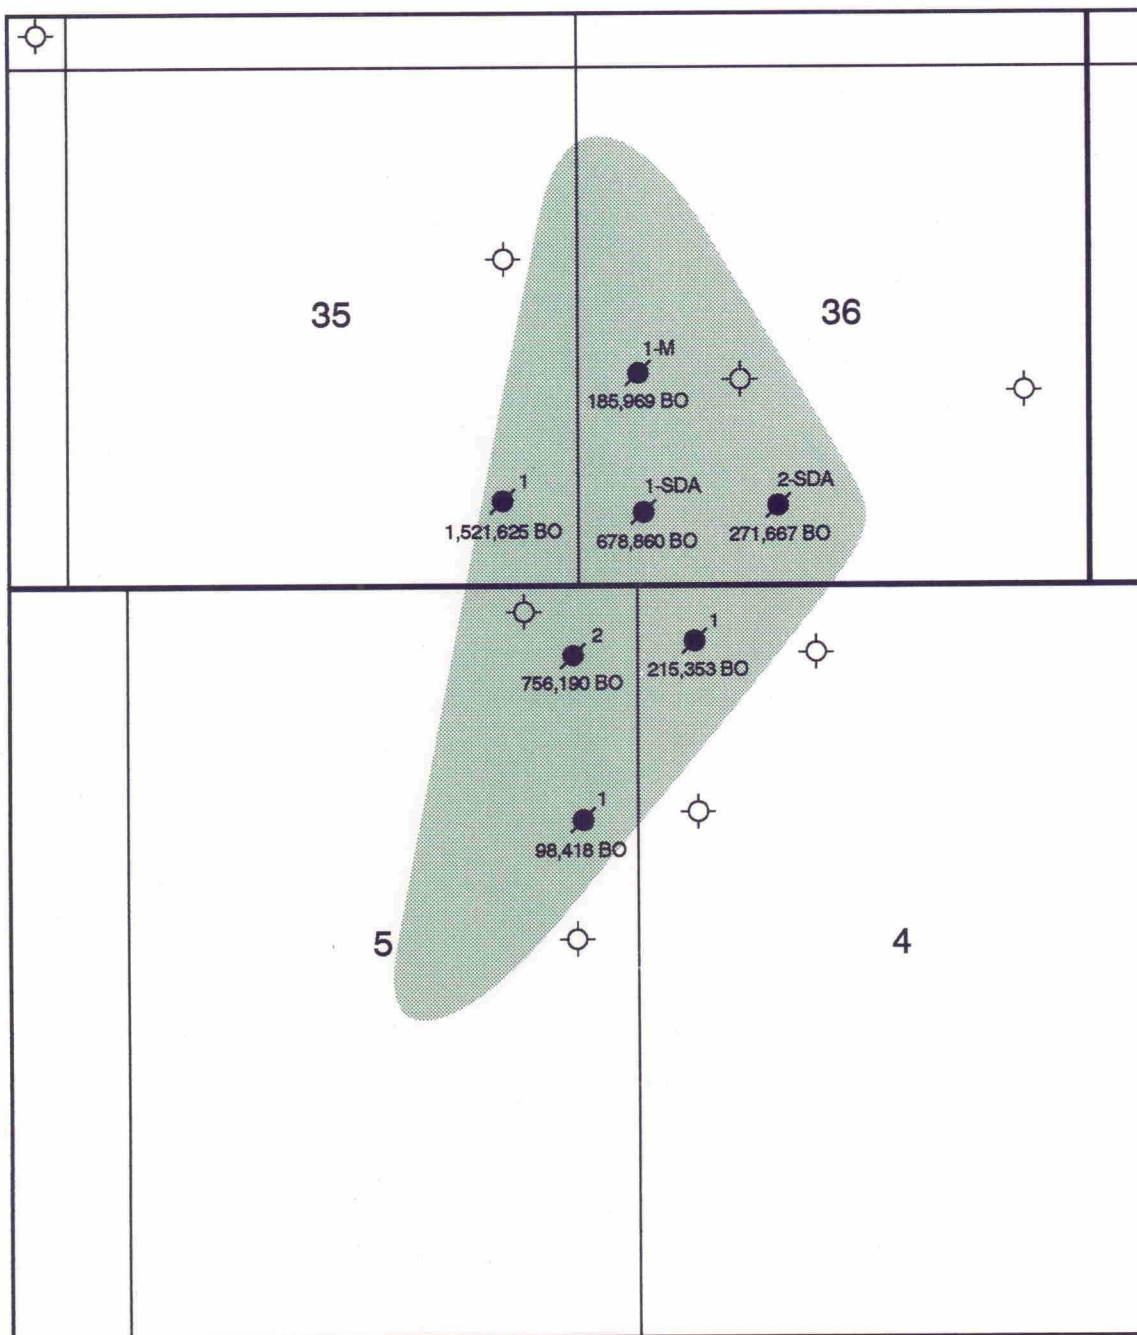 35
36
1-M
185,969 BO
1
1,521,625 BO
1-SDA
678,860 BO
2-SDA
271,667 BO
2
756,190 BO
1
215,353 BO
1
98,418 BO
5
4